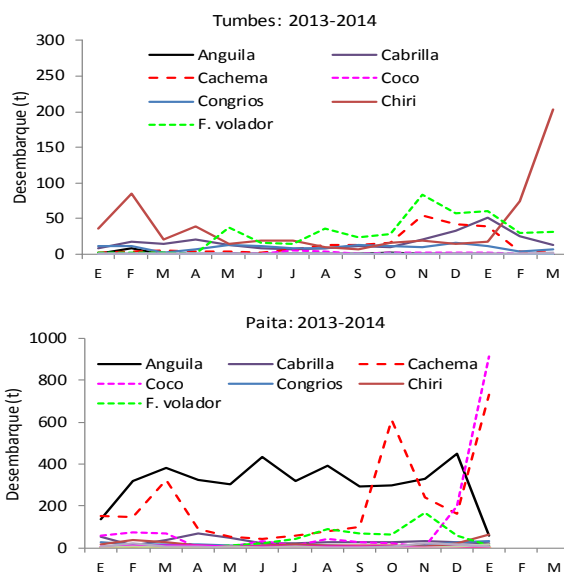 Tumbes: 2013-2014
Desembarque (t)
300
250
200
150
100
50
0
Anguila Cabrilla
Cachema Coco
Congrios Chiri
F. volador
E F M A M J J A S O N D E F M
Paita: 2013-2014
Desembarque (t)
1000
800
600
400
200
0
Anguila Cabrilla Cachema
Coco Congrios Chiri
F. volador
E F M A M J J A S O N D E F M